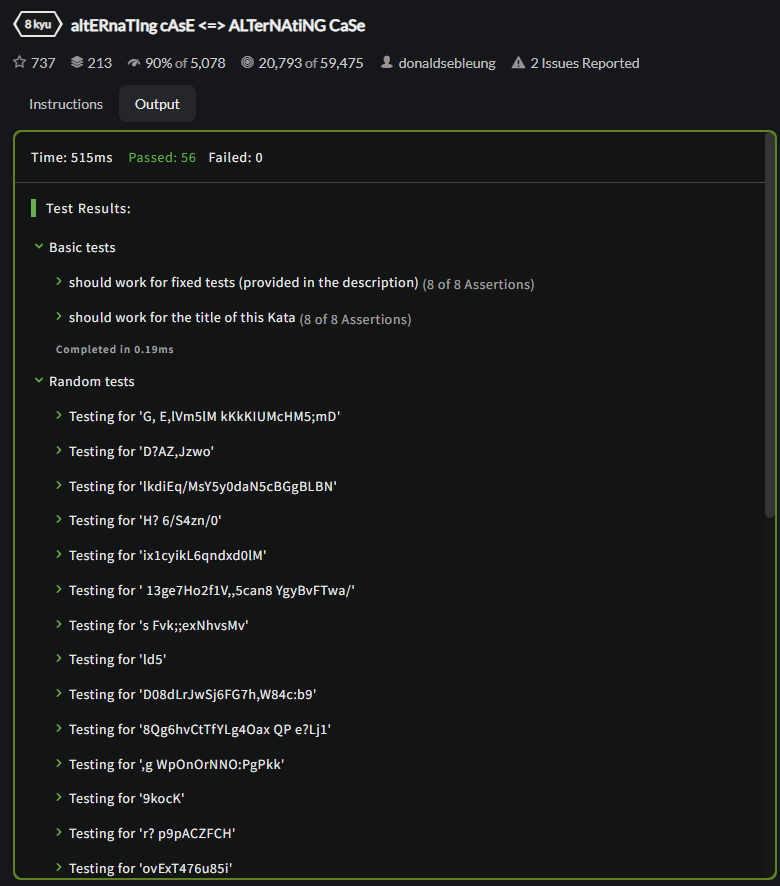 8 kyu altERnaTIng cAsE <=> ALTerNAtiNG CaSe
737 213 90% of 5,078 20,793 of 59,475 donaldsebleung 2 Issues Reported
Instructions Output
Time: 515ms Passed: 56 Failed: 0
Test Results:
Basic tests
should work for fixed tests (provided in the description) (8 of 8 Assertions)
should work for the title of this Kata (8 of 8 Assertions)
Completed in 0.19ms
Random tests
Testing for 'G, E,lVm5lM kKkKIUMcHM5;mD'
Testing for 'D?AZ,Jzwo'
Testing for 'lkdiEq/MsY5y0daN5cBGgBLBN'
Testing for 'H? 6/S4zn/0'
Testing for 'ix1cyikL6qndxd0lM'
Testing for ' 13ge7Ho2f1V,,5can8 YgyBvFTwa/'
Testing for 's Fvk;;exNhvsMv'
Testing for 'ld5'
Testing for 'D08dLrJwSj6FG7h,W84c:b9'
Testing for '8Qg6hvCtTfYLg4Oax QP e?Lj1'
Testing for ',g WpOnOrNNO:PgPkk'
Testing for '9kocK'
Testing for 'r? p9pACZFCH'
Testing for 'ovExT476u85i'